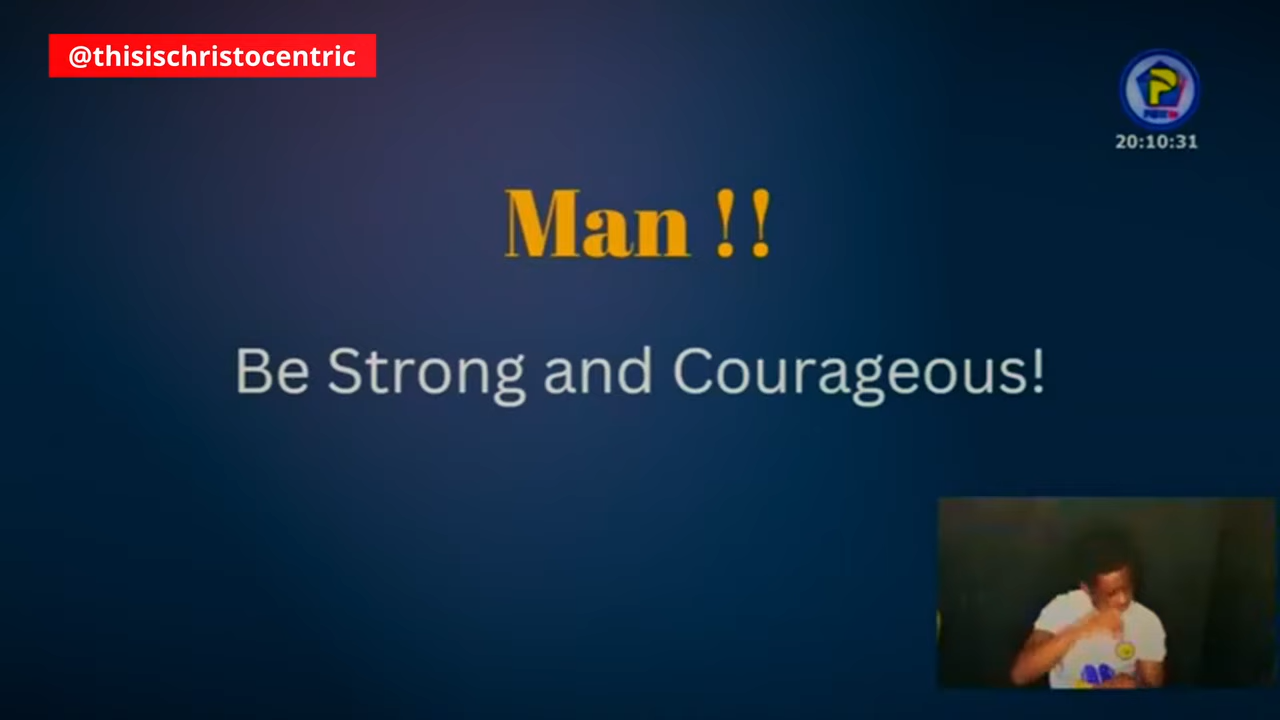 @thisischristocentric
P
20:10:31
Man !!
Be Strong and Courageous!